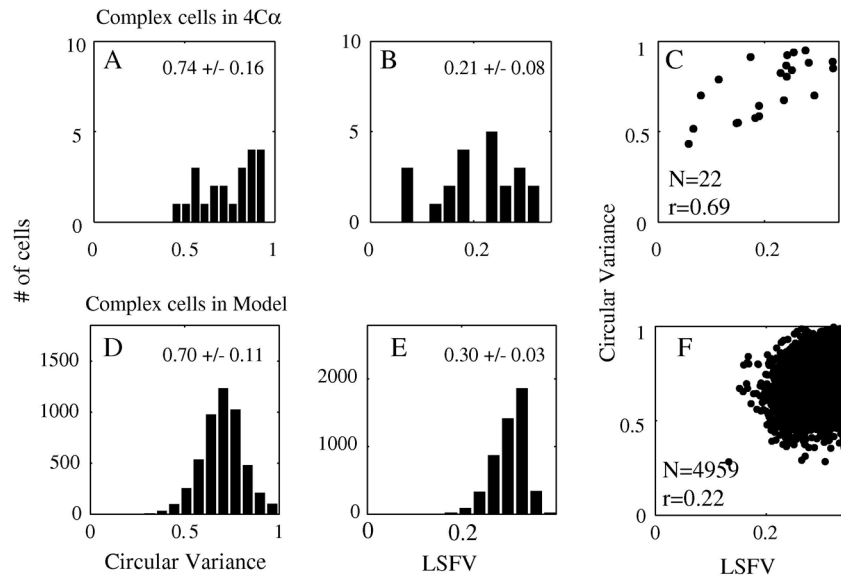 Complex cells in 4Cα
A
0.74 +/- 0.16
10
5
0
0
0.5
1
B
0.21 +/- 0.08
10
5
0
0
0.2
C
1
0.5
0
0
0.2
N=22
r=0.69
# of cells
Circular Variance
Complex cells in Model
D
0.70 +/- 0.11
1500
1000
500
0
0
0.5
1
Circular Variance
E
0.30 +/- 0.03
2000
1000
0
0
0.2
LSFV
F
1
0.5
0
0
0.2
N=4959
r=0.22
LSFV